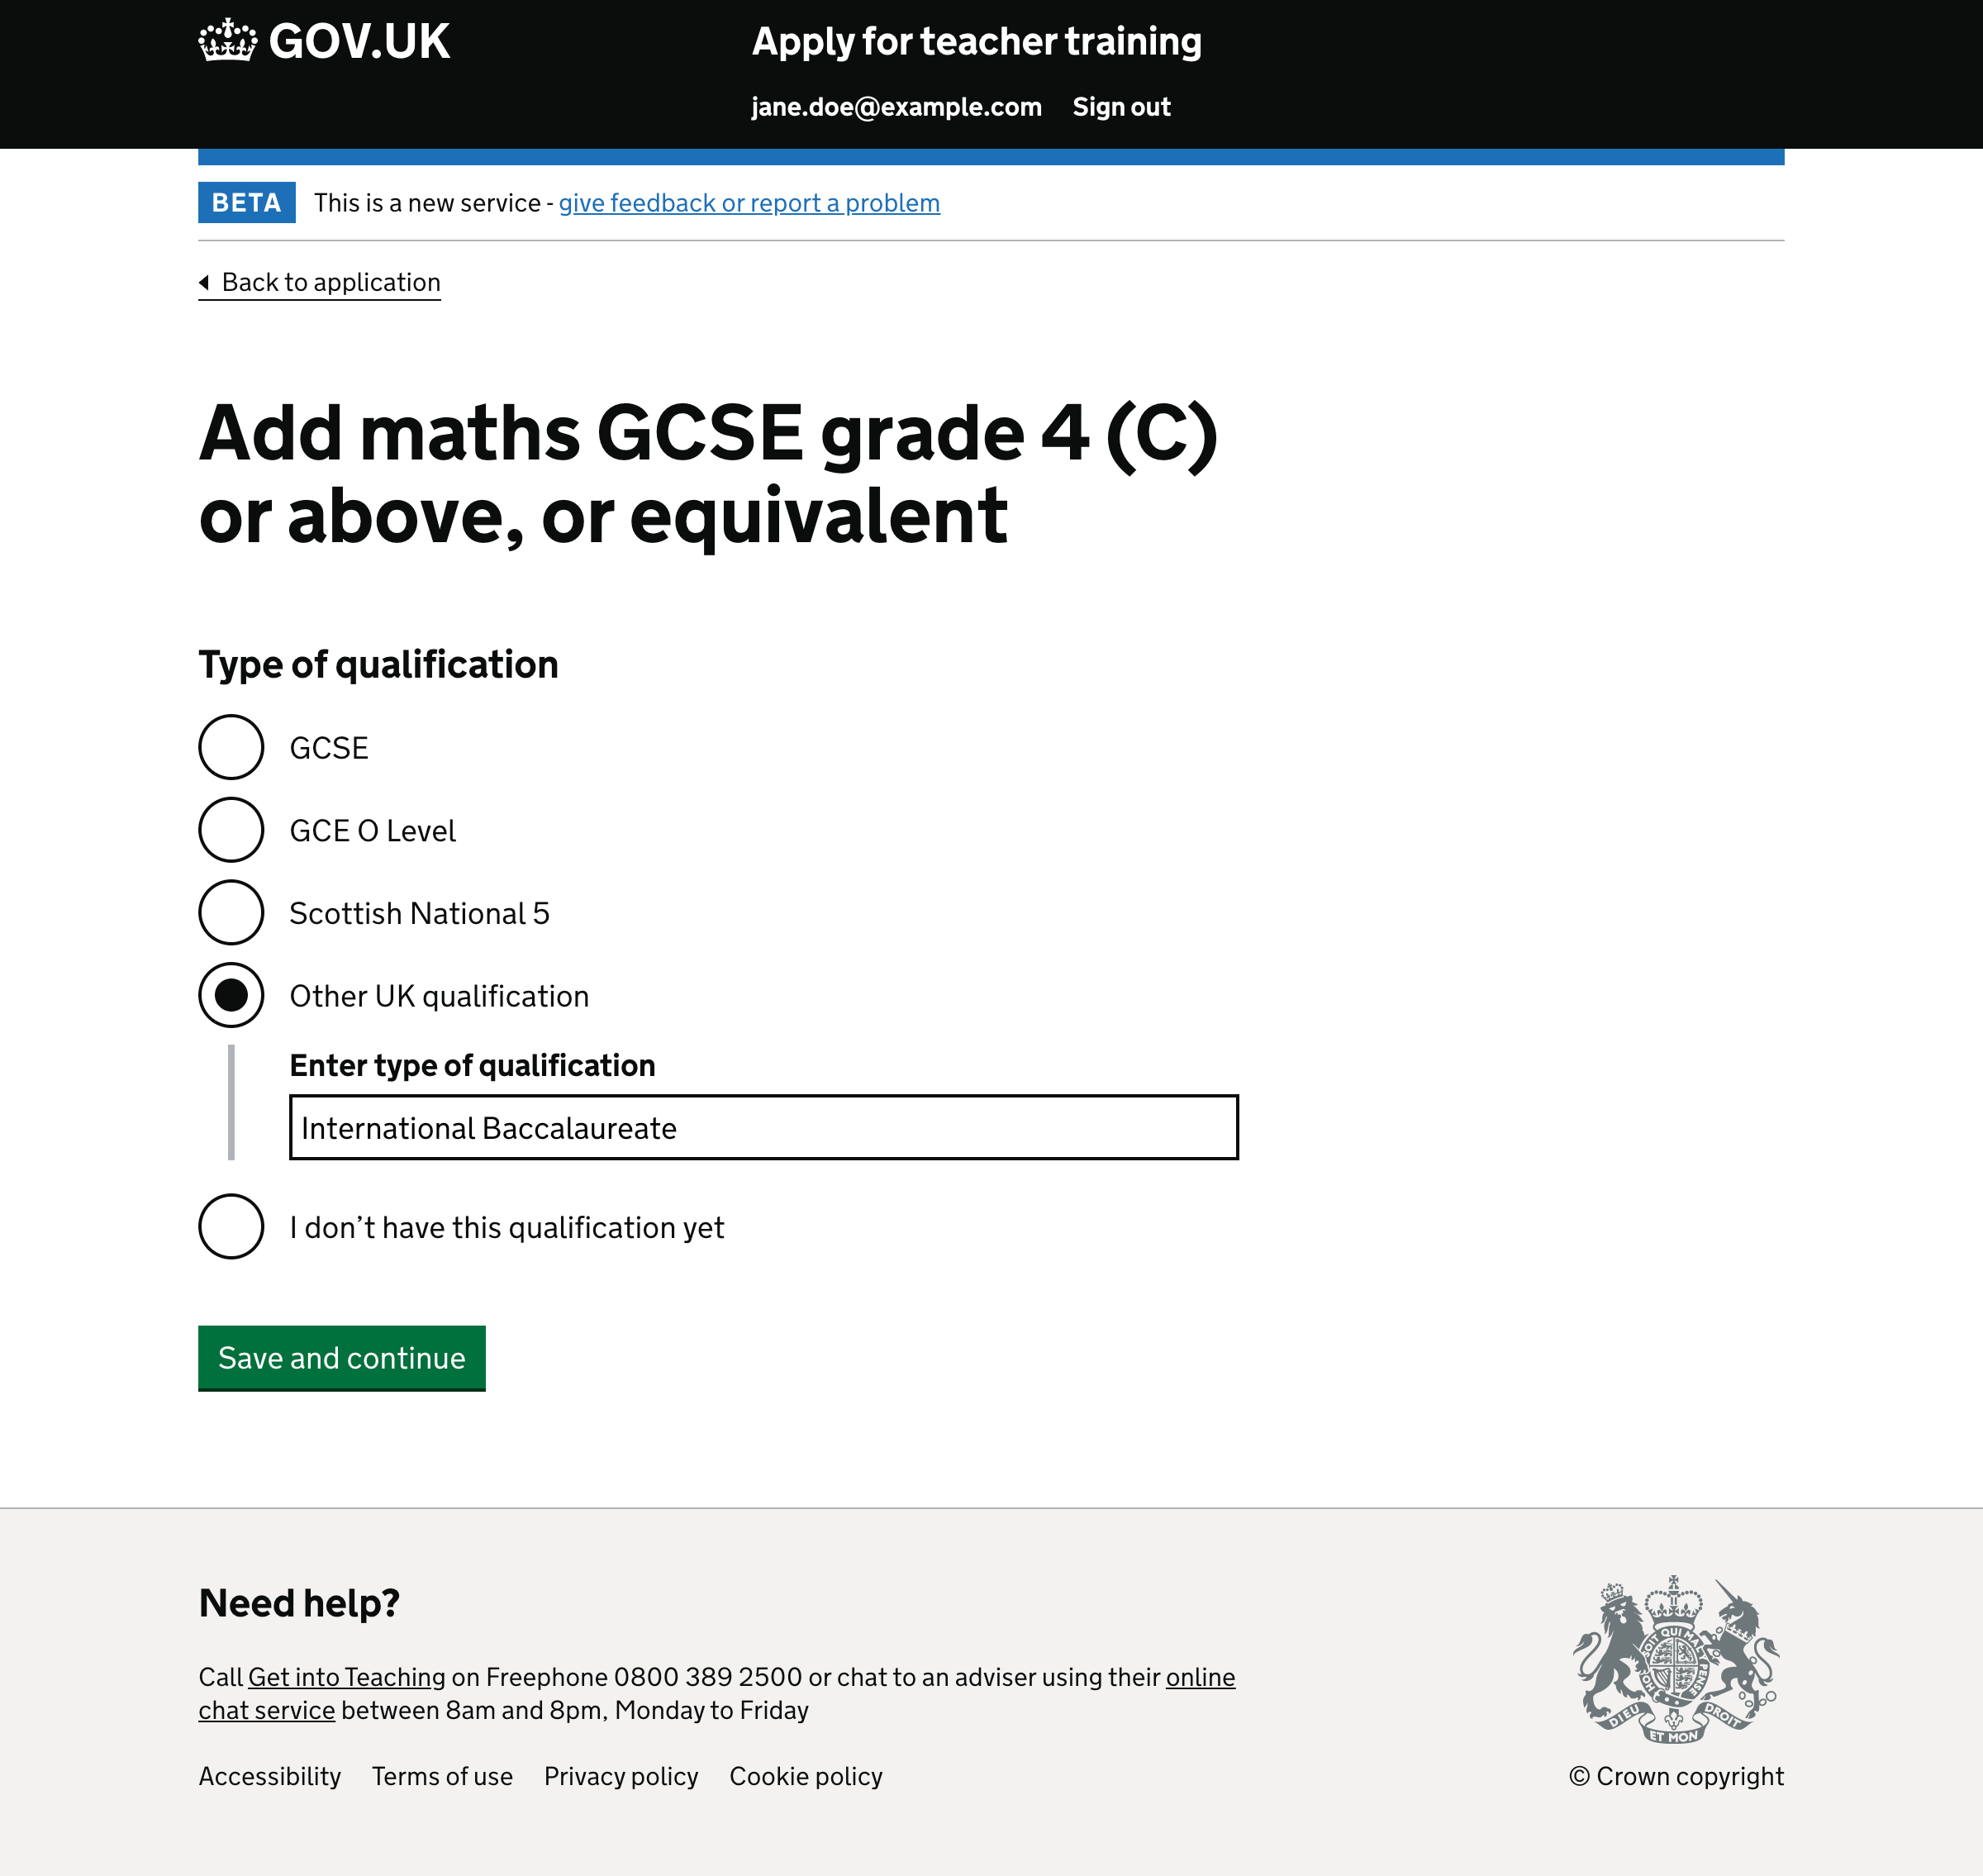 GOV.UK
Apply for teacher training
jane.doe@example.com Sign out
BETA This is a new service - give feedback or report a problem
Back to application
Add maths GCSE grade 4 (C)
or above, or equivalent
Type of qualification
GCSE
GCE O Level
Scottish National 5
Other UK qualification
Enter type of qualification
International Baccalaureate
I don’t have this qualification yet
Save and continue
Need help?
Call Get into Teaching on Freephone 0800 389 2500 or chat to an adviser using their online
chat service between 8am and 8pm, Monday to Friday
Accessibility Terms of use Privacy policy Cookie policy
SOIT QUI MAL
PENSE
HON
DIEU ET MON DROIT
© Crown copyright